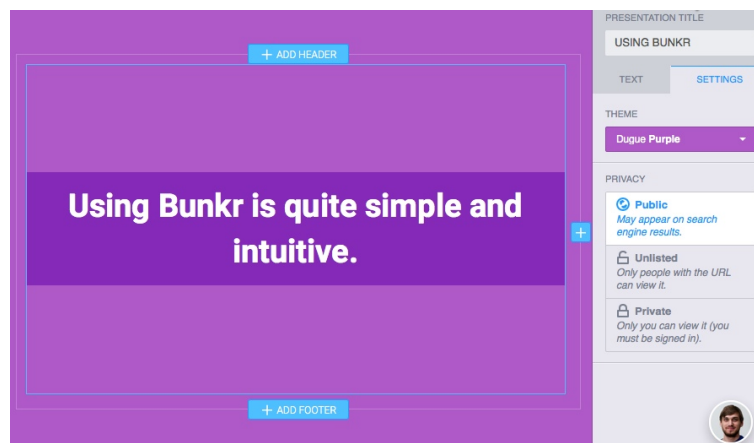 PRESENTATION TITLE
USING BUNKR
TEXT
SETTINGS
THEME
Dugue Purple
PRIVACY
Public
May appear on search
engine results.
Unlisted
Only people with the URL
can view it.
Private
Only you can view it (you
must be signed in).
+ ADD HEADER
Using Bunkr is quite simple and
intuitive.
+
+ ADD FOOTER